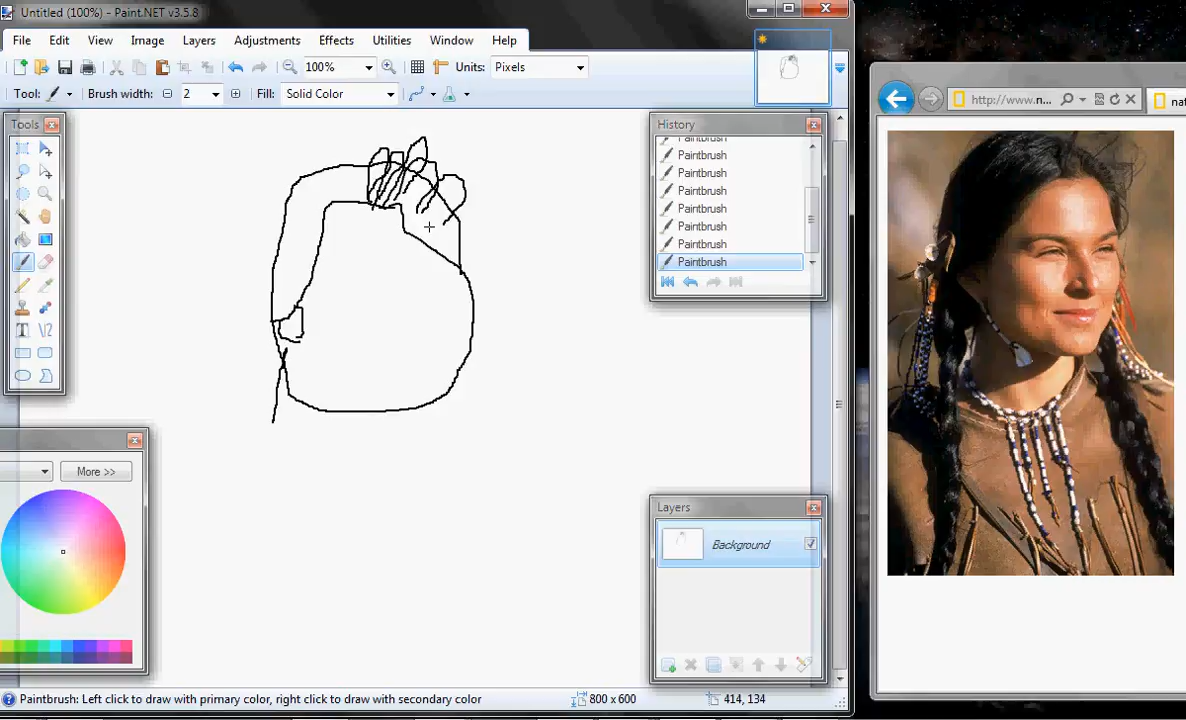 Untitled (100%) - Paint.NET v3.5.8
File Edit View Image Layers Adjustments Effects Utilities Window Help
100% Units: Pixels
Tool: Brush width: 2 Fill: Solid Color
Tools
History
Paintbrush
Paintbrush
Paintbrush
Paintbrush
Paintbrush
Paintbrush
Paintbrush
Paintbrush
http://www.n...
nat
More >>
Layers
Background
Paintbrush: Left click to draw with primary color, right click to draw with secondary color
800 x 600
414, 134